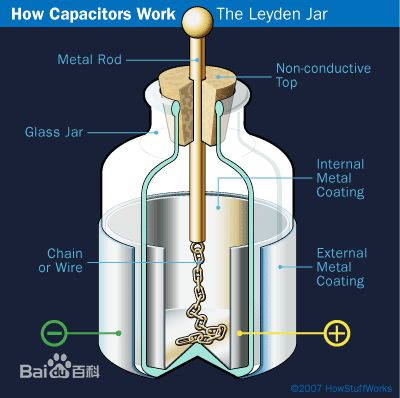 How Capacitors Work
The Leyden Jar
Metal Rod
Non-conductive
Top
Glass Jar
Internal
Metal
Coating
Chain
or Wire
External
Metal
Coating
−
+
Bai百科
©2007 HowStuffWorks